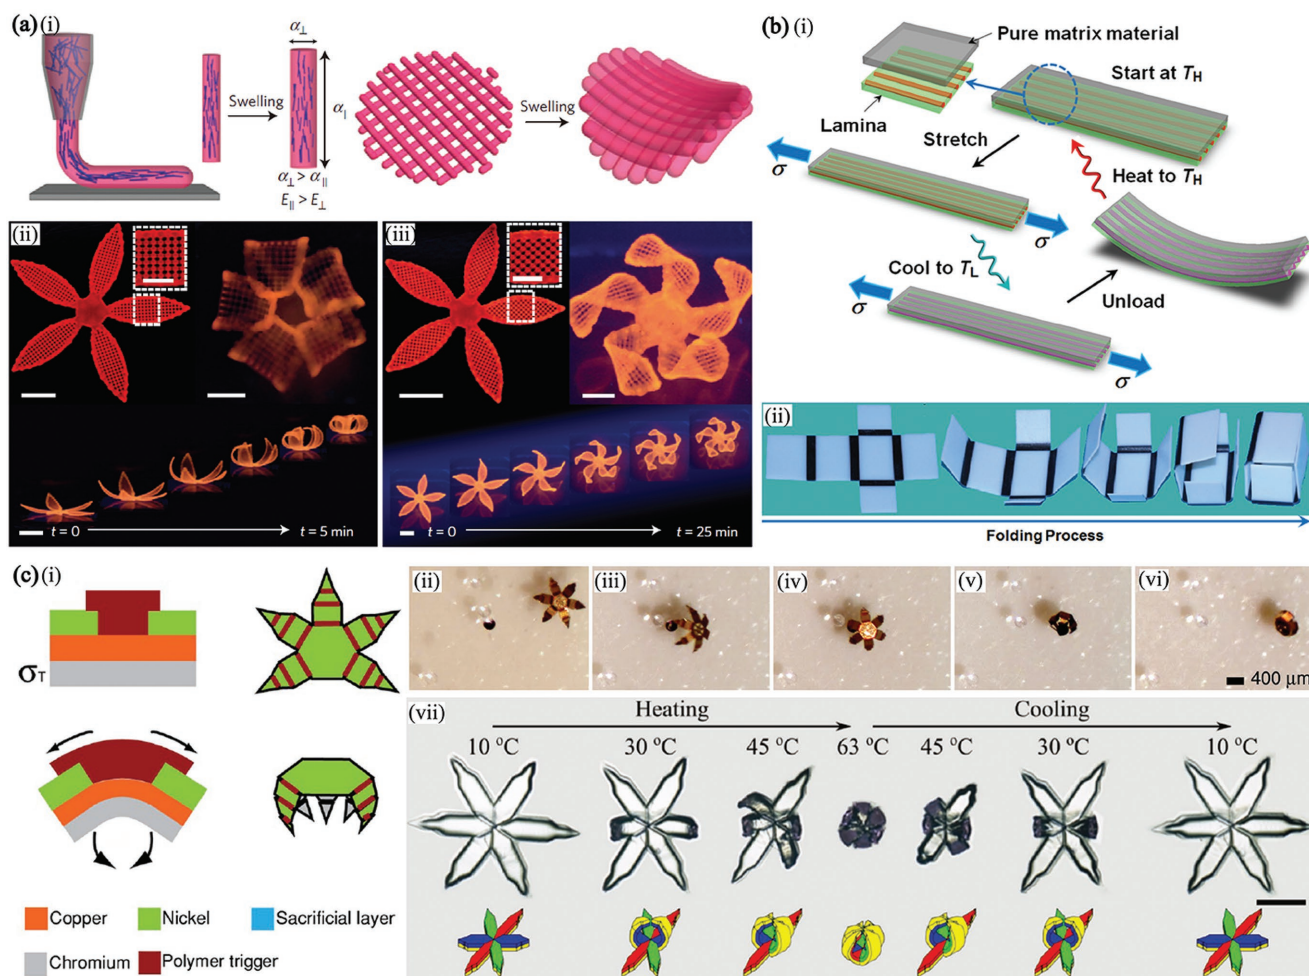 (a) (i)
Swelling
α⊥
α∥
α⊥ > α∥
E∥ > E⊥
Swelling
(ii)
t = 0
t = 5 min
(iii)
t = 0
t = 25 min
(b) (i)
Pure matrix material
Lamina
Start at TH
Stretch
σ
σ
Heat to TH
Cool to TL
Unload
σ
σ
(ii)
Folding Process
(c) (i)
σT
Copper
Nickel
Sacrificial layer
Chromium
Polymer trigger
(ii)
(iii)
(iv)
(v)
(vi)
400 µm
(vii)
Heating
Cooling
10 °C
30 °C
45 °C
63 °C
45 °C
30 °C
10 °C